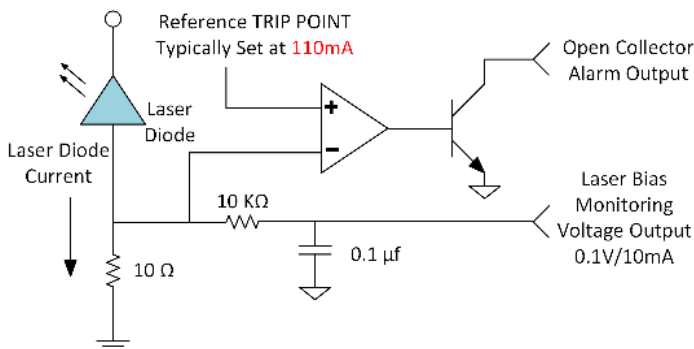 Reference TRIP POINT
Typically Set at 110mA
Open Collector
Alarm Output
Laser
Diode
+
−
Laser Diode
Current
10 KΩ
Laser Bias
Monitoring
Voltage Output
0.1V/10mA
10 Ω
0.1 µf